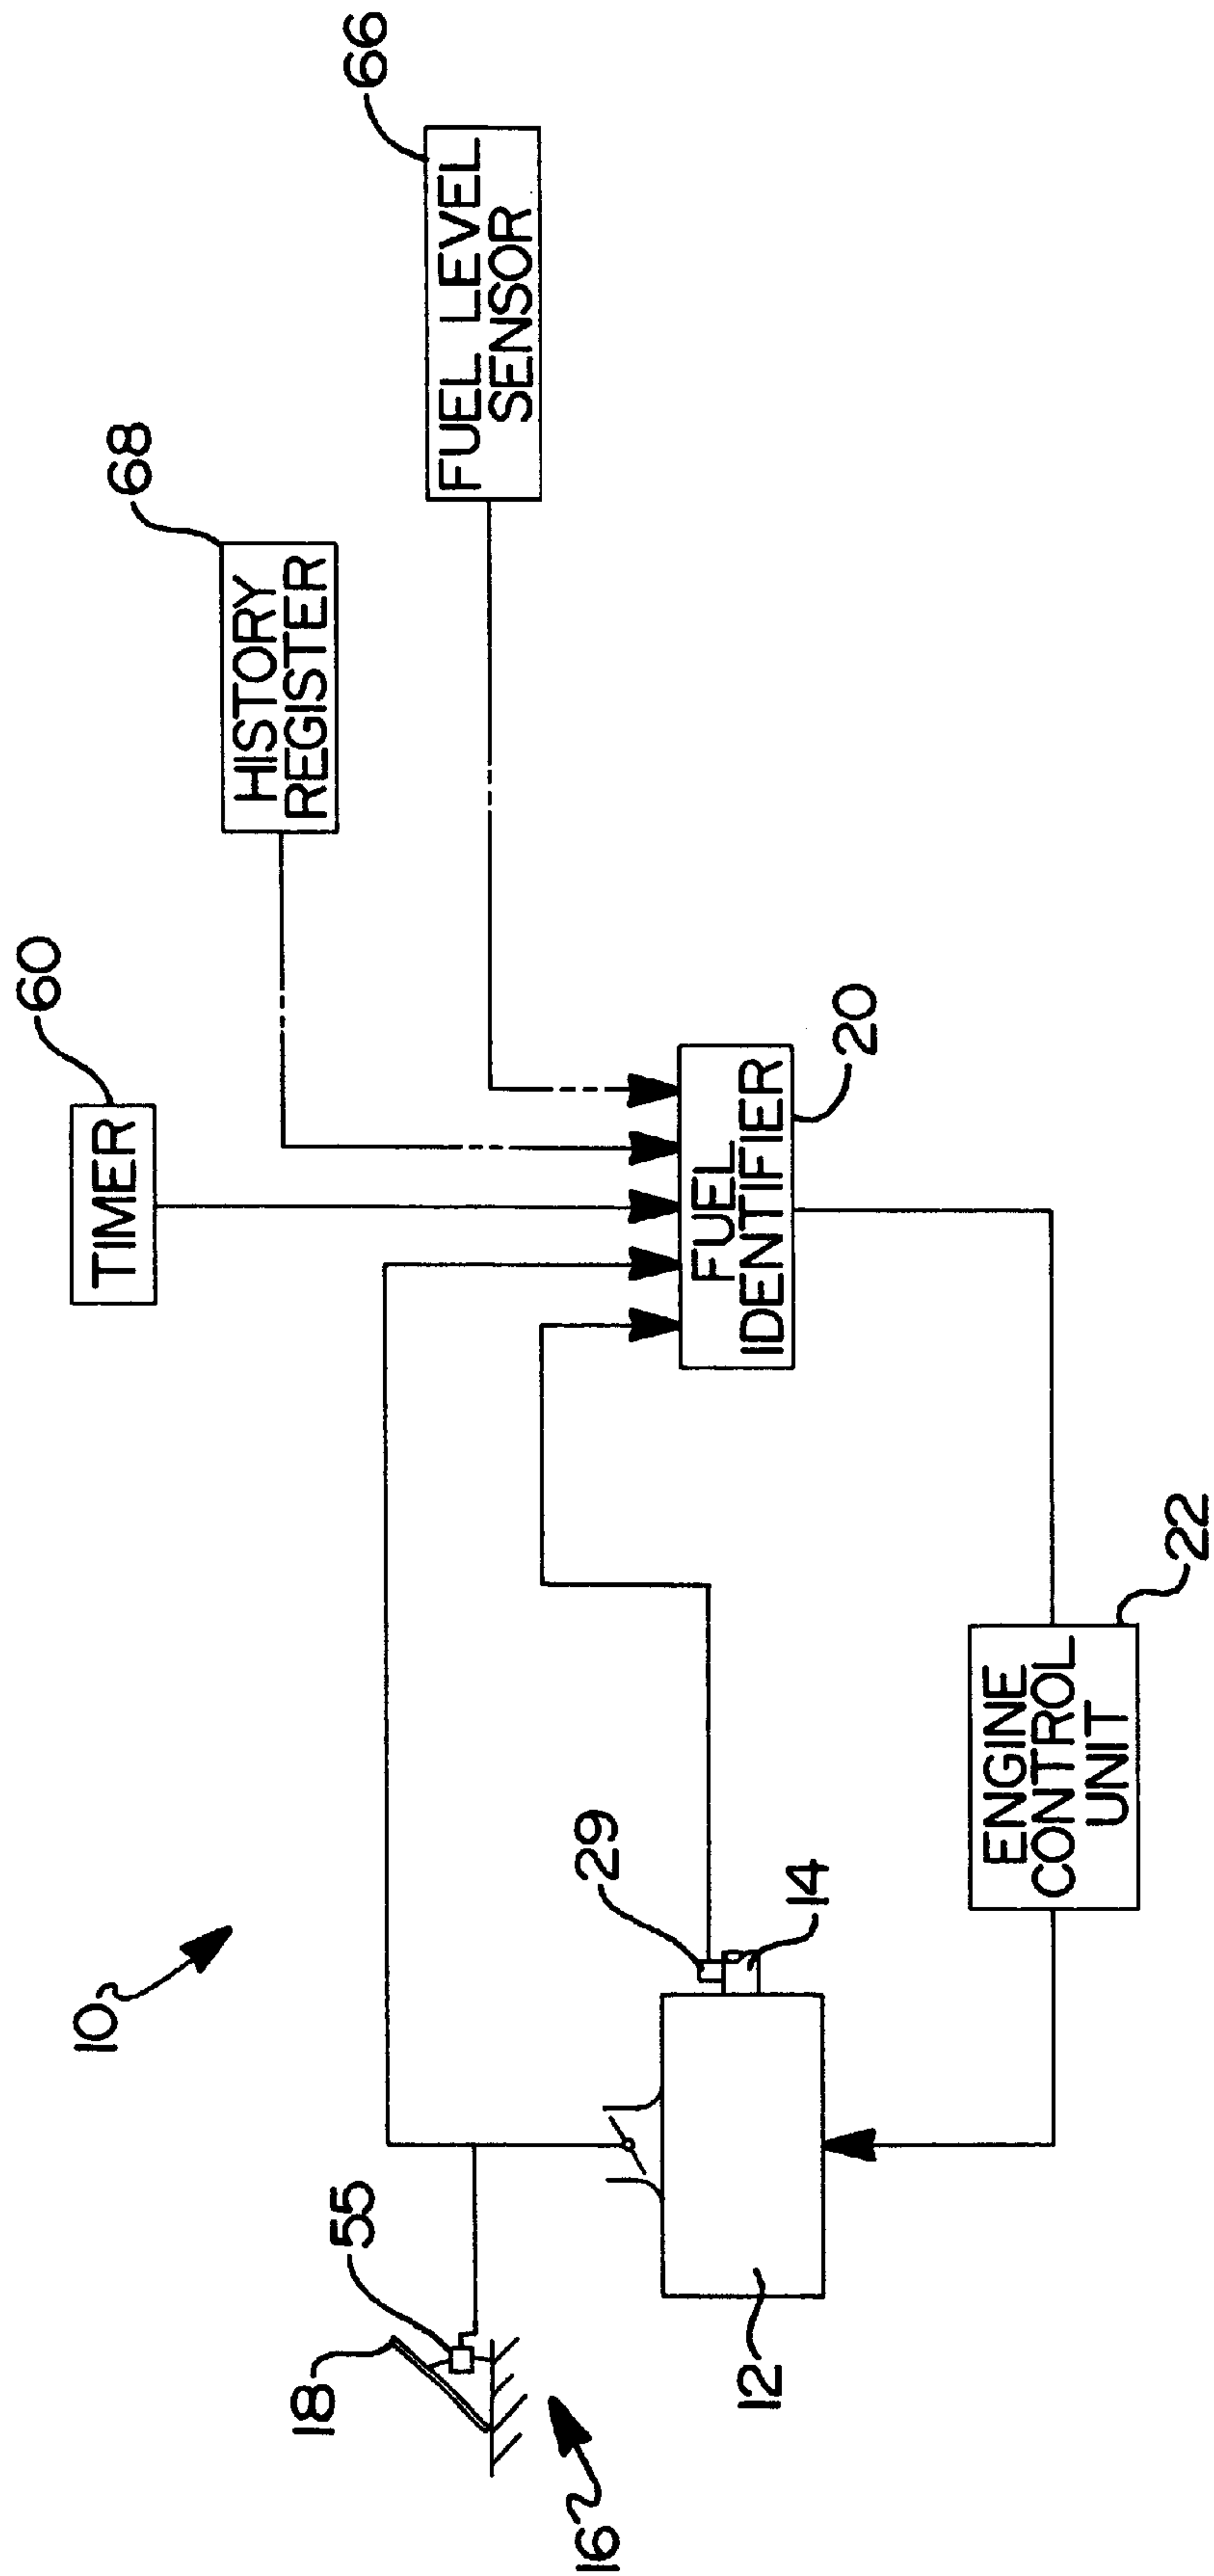 10
60
TIMER
68
HISTORY
REGISTER
66
FUEL LEVEL
SENSOR
18
55
16
29
14
12
FUEL
IDENTIFIER
20
ENGINE
CONTROL
UNIT
22